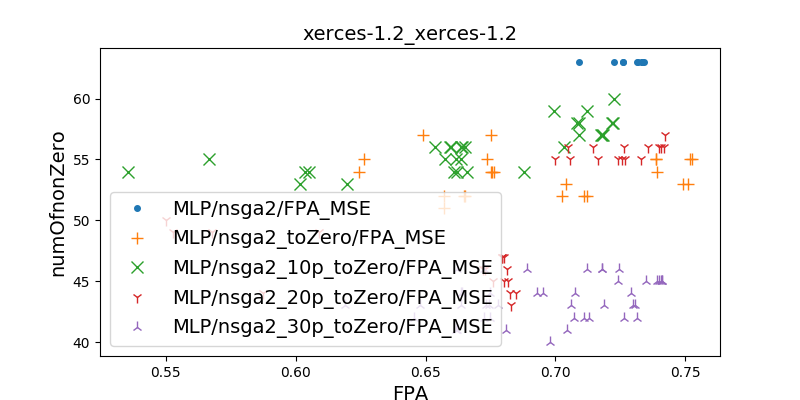 xerces-1.2_xerces-1.2
numOfnonZero
60
55
50
45
40
MLP/nsga2/FPA_MSE
MLP/nsga2_toZero/FPA_MSE
MLP/nsga2_10p_toZero/FPA_MSE
MLP/nsga2_20p_toZero/FPA_MSE
MLP/nsga2_30p_toZero/FPA_MSE
0.55 0.60 0.65 0.70 0.75
FPA